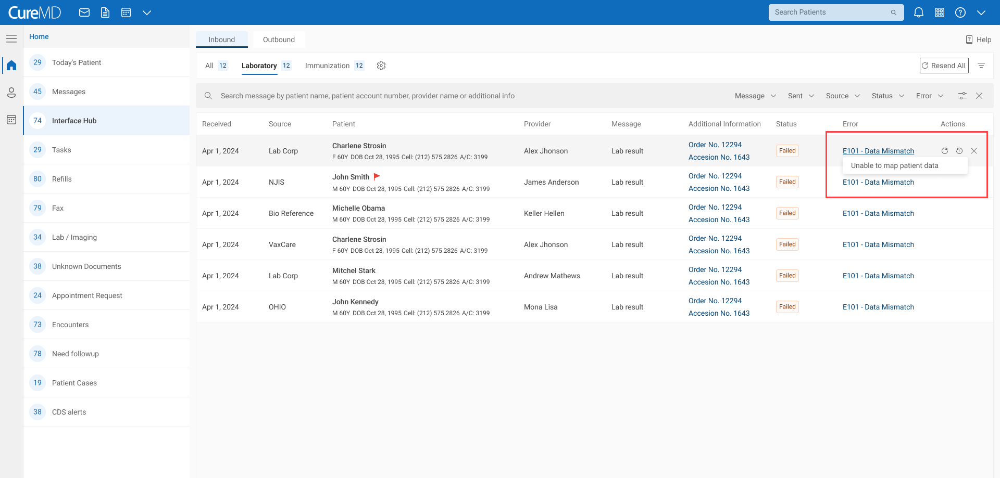 CureMD
Search Patients
Home
29 Today's Patient
45 Messages
74 Interface Hub
29 Tasks
80 Refills
79 Fax
34 Lab / Imaging
38 Unknown Documents
24 Appointment Request
73 Encounters
78 Need followup
19 Patient Cases
38 CDS alerts
Inbound Outbound Help
All 12 Laboratory 12 Immunization 12 Resend All
Search message by patient name, patient account number, provider name or additional info Message Sent Source Status Error
Received Source Patient Provider Message Additional Information Status Error Actions
Apr 1, 2024 Lab Corp Charlene Strosin Alex Jhonson Lab result Order No. 12294 Failed E101 - Data Mismatch
F 60Y DOB Oct 28, 1995 Cell: (212) 575 2826 A/C: 3199 Accesion No. 1643
Unable to map patient data
Apr 1, 2024 NJIS John Smith James Anderson Lab result Order No. 12294 Failed E101 - Data Mismatch
M 60Y DOB Oct 28, 1995 Cell: (212) 575 2826 A/C: 3199 Accesion No. 1643
Apr 1, 2024 Bio Reference Michelle Obama Keller Hellen Lab result Order No. 12294 Failed E101 - Data Mismatch
M 60Y DOB Oct 28, 1995 Cell: (212) 575 2826 A/C: 3199 Accesion No. 1643
Apr 1, 2024 VaxCare Charlene Strosin Alex Jhonson Lab result Order No. 12294 Failed E101 - Data Mismatch
F 60Y DOB Oct 28, 1995 Cell: (212) 575 2826 A/C: 3199 Accesion No. 1643
Apr 1, 2024 Lab Corp Mitchel Stark Andrew Mathews Lab result Order No. 12294 Failed E101 - Data Mismatch
M 60Y DOB Oct 28, 1995 Cell: (212) 575 2826 A/C: 3199 Accesion No. 1643
Apr 1, 2024 OHIO John Kennedy Mona Lisa Lab result Order No. 12294 Failed E101 - Data Mismatch
M 60Y DOB Oct 28, 1995 Cell: (212) 575 2826 A/C: 3199 Accesion No. 1643